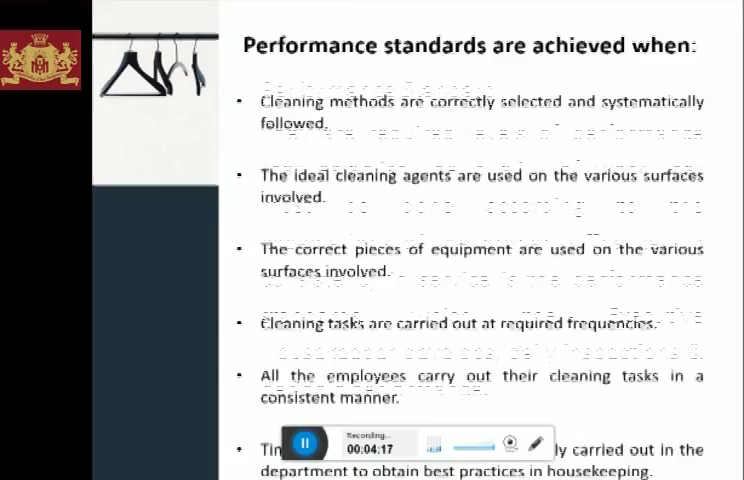 Performance standards are achieved when:
• Cleaning methods are correctly selected and systematically
followed.
• The ideal cleaning agents are used on the various surfaces
involved.
• The correct pieces of equipment are used on the various
surfaces involved.
• Cleaning tasks are carried out at required frequencies.
• All the employees carry out their cleaning tasks in a
consistent manner.
Recording...
00:04:17
• carried out in the
department to obtain best practices in housekeeping.